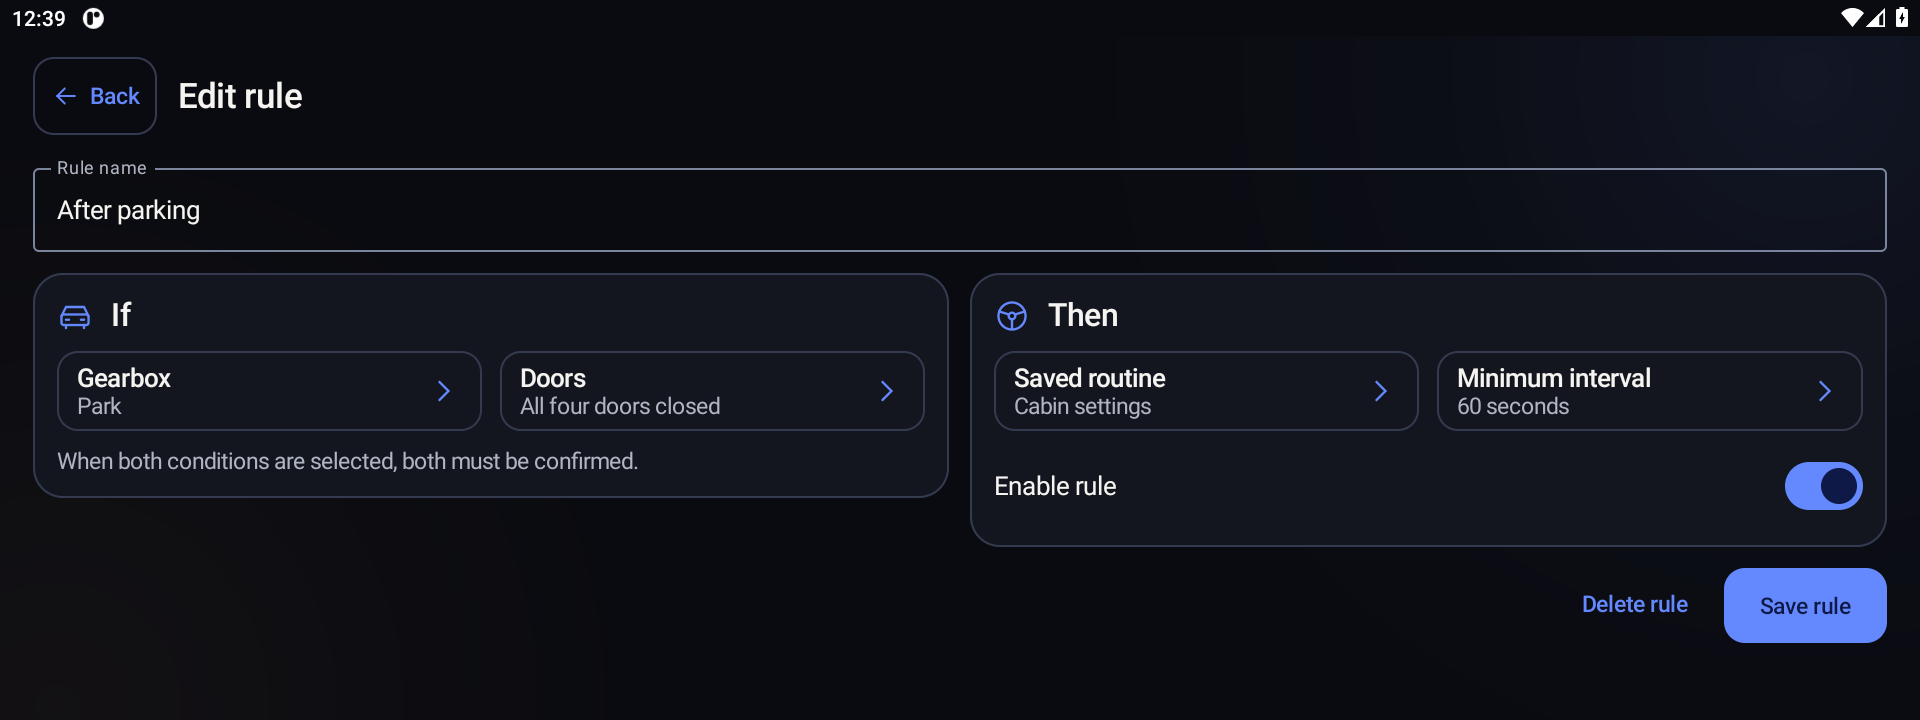 12:39
Back
Edit rule
Rule name
After parking
If
Gearbox
Park
Doors
All four doors closed
When both conditions are selected, both must be confirmed.
Then
Saved routine
Cabin settings
Minimum interval
60 seconds
Enable rule
Delete rule
Save rule